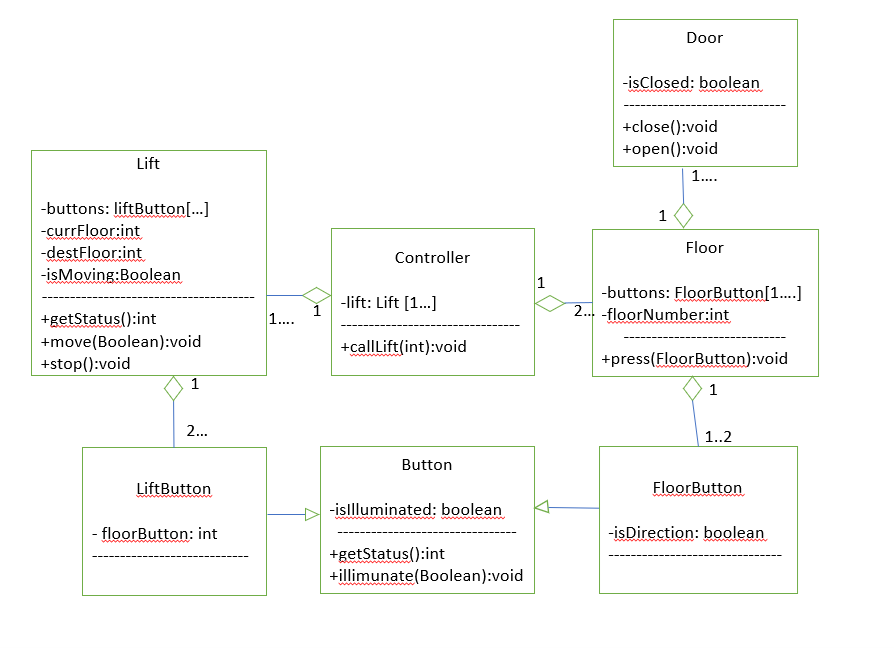 Door
-isClosed: boolean
----------------------------
+close():void
+open():void
1....
1
Lift
-buttons: liftButton[...]
-currFloor:int
-destFloor:int
-isMoving:Boolean
-------------------------------------
+getStatus():int
+move(Boolean):void
+stop():void
1....
1
Controller
-lift: Lift [1...]
-------------------------------
+callLift(int):void
1
2...
Floor
-buttons: FloorButton[1....]
-floorNumber:int
----------------------------
+press(FloorButton):void
1
2...
1
1..2
LiftButton
- floorButton: int
---------------------------
Button
-isIlluminated: boolean
-------------------------------
+getStatus():int
+illimunate(Boolean):void
FloorButton
-isDirection: boolean
------------------------------